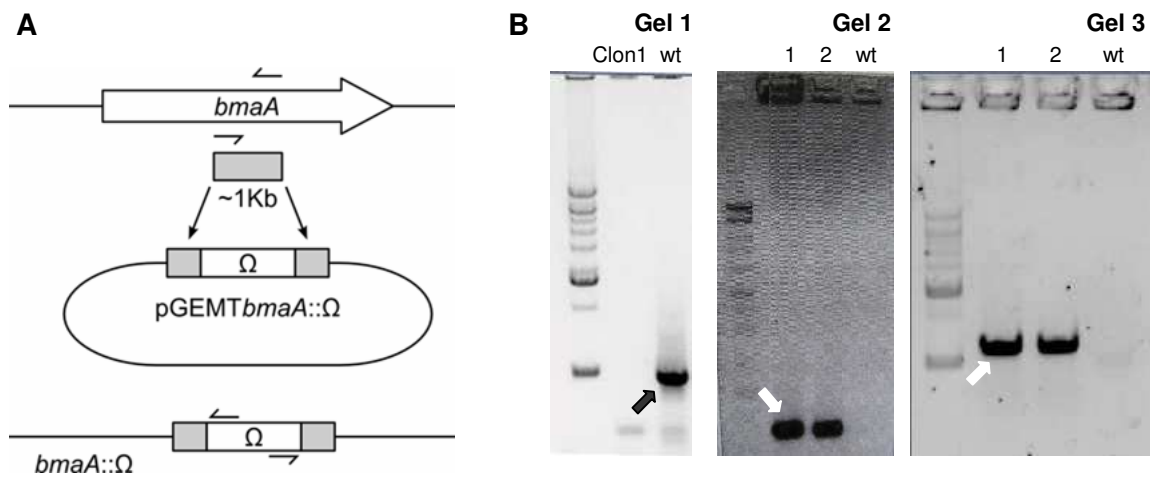 A
bmaA
~1Kb
Ω
pGEMTbmaA::Ω
Ω
bmaA::Ω
B
Gel 1
Clon1 wt
Gel 2
1 2 wt
Gel 3
1 2 wt